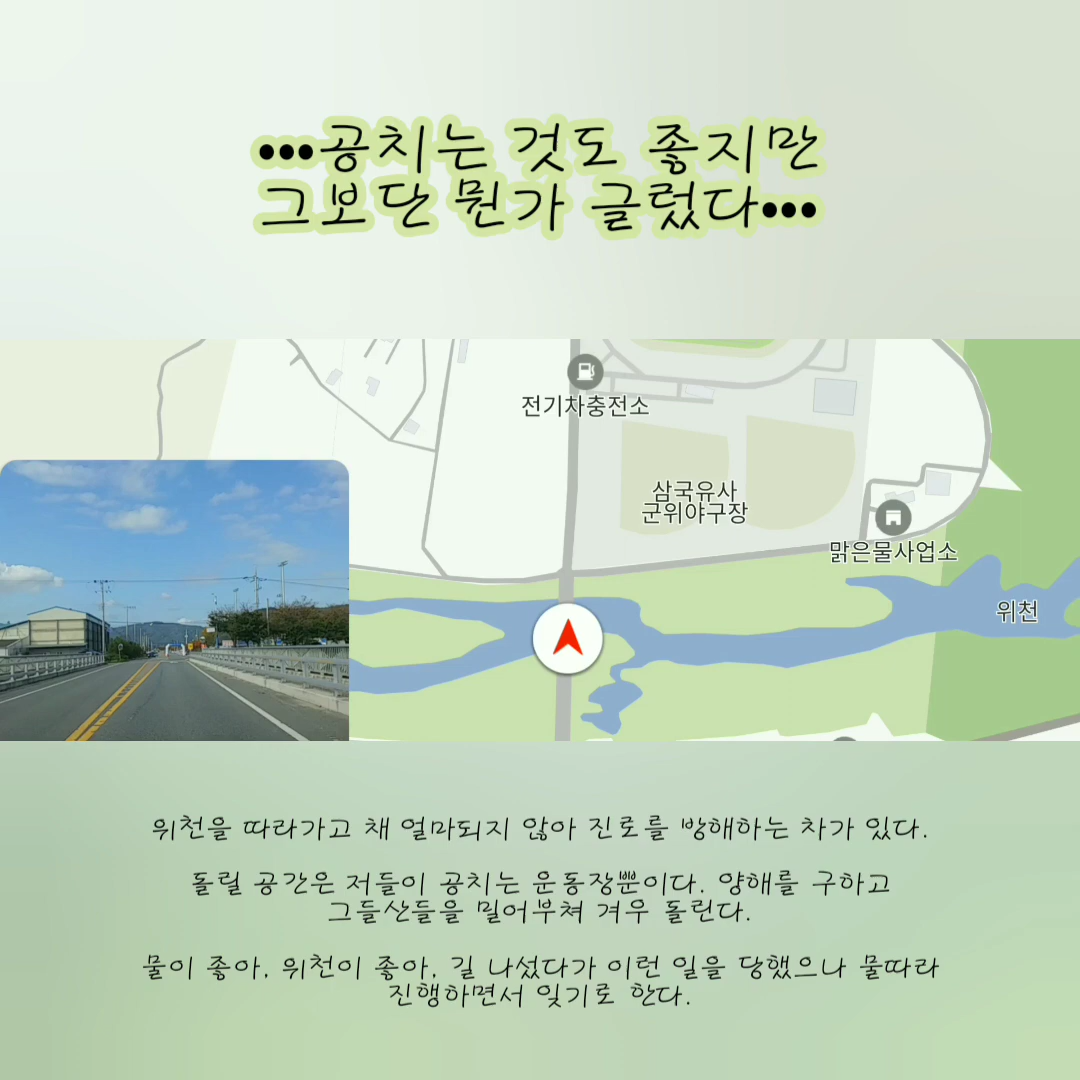 •••공치는 것도 좋지만
그보단 뭔가 글렀다•••
전기차충전소
삼국유사
군위야구장
맑은물사업소
위천
위천을 따라가고 채 얼마되지 않아 진로를 방해하는 차가 있다.
돌릴 공간은 저들이 공치는 운동장뿐이다. 양해를 구하고
그들산들을 밀어부쳐 겨우 돌린다.
물이 좋아, 위천이 좋아, 길 나섰다가 이런 일을 당했으나 물따라
진행하면서 잊기로 한다.